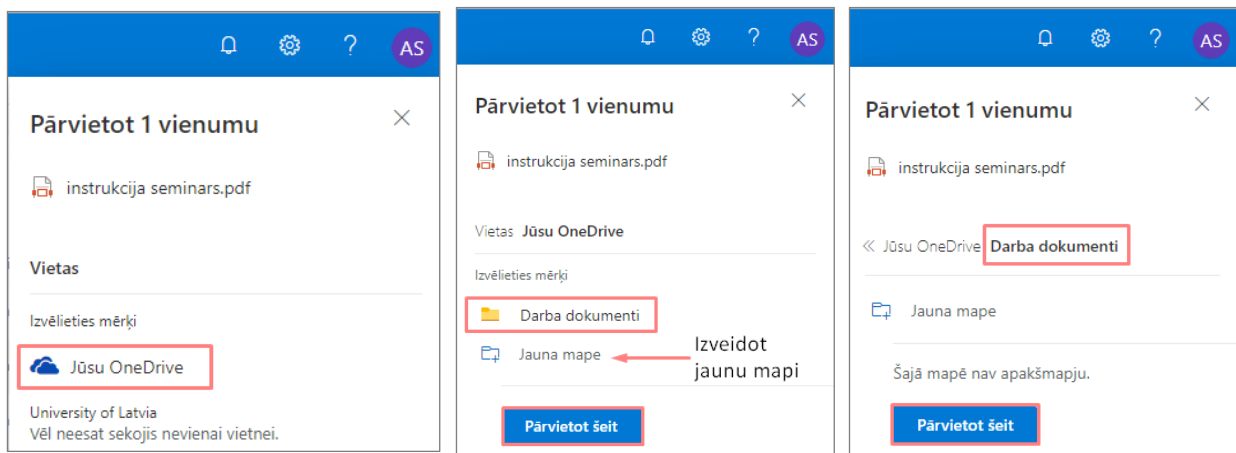 AS
Pārvietot 1 vienumu
instrukcija seminars.pdf
Vietas
Izvēlieties mērķi
Jūsu OneDrive
University of Latvia
Vēl neesat sekojis nevienai vietnei.
AS
Pārvietot 1 vienumu
instrukcija seminars.pdf
Vietas Jūsu OneDrive
Izvēlieties mērķi
Darba dokumenti
Jauna mape
Izveidot
jaunu mapi
Pārvietot šeit
AS
Pārvietot 1 vienumu
instrukcija seminars.pdf
Jūsu OneDrive Darba dokumenti
Jauna mape
Šajā mapē nav apakšmapju.
Pārvietot šeit